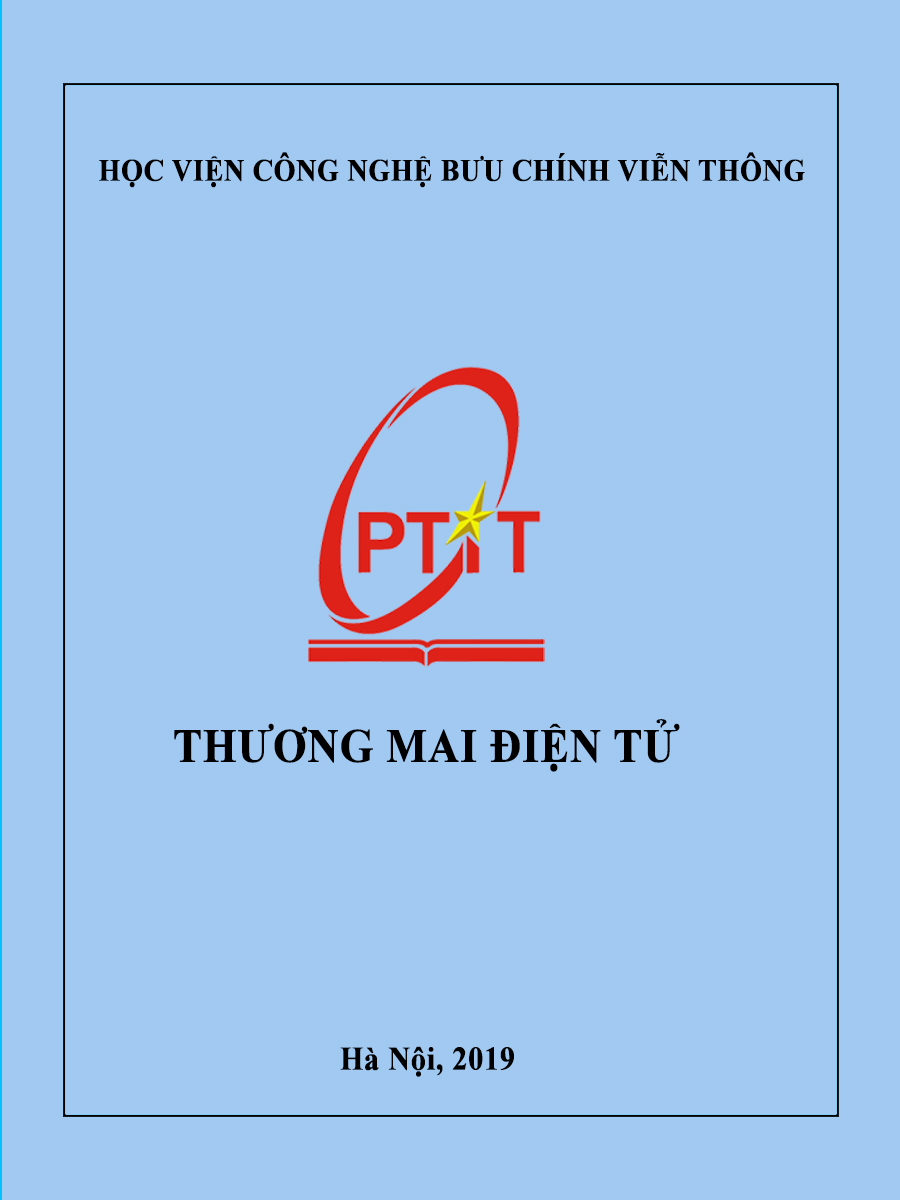 HỌC VIỆN CÔNG NGHỆ BƯU CHÍNH VIỄN THÔNG
PTIT
THƯƠNG MAI ĐIỆN TỬ
Hà Nội, 2019